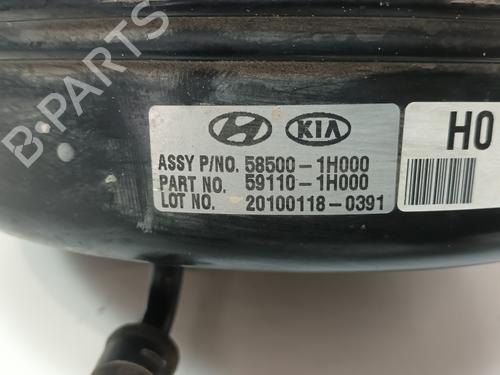 KIA
ASSY P/NO. 58500-1H000
PART NO. 59110-1H000
LOT NO. 20100118-0391
H0
B-PARTS